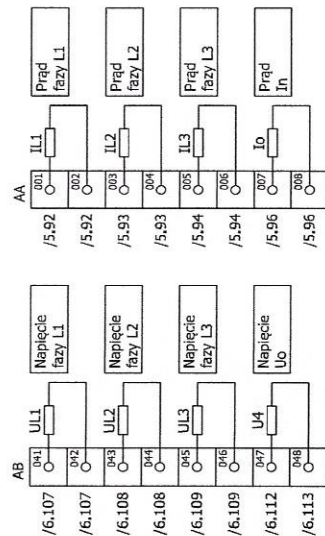 AA
/5.92
001
IL1
Prąd
fazy L1
/5.92
002
/5.93
003
IL2
Prąd
fazy L2
/5.93
004
/5.94
005
IL3
Prąd
fazy L3
/5.94
006
/5.96
007
Io
Prąd
In
/5.96
008
AB
/6.107
041
UL1
Napięcie
fazy L1
/6.107
042
/6.108
043
UL2
Napięcie
fazy L2
/6.108
044
/6.109
045
UL3
Napięcie
fazy L3
/6.109
046
/6.112
047
U4
Napięcie
Uo
/6.113
048